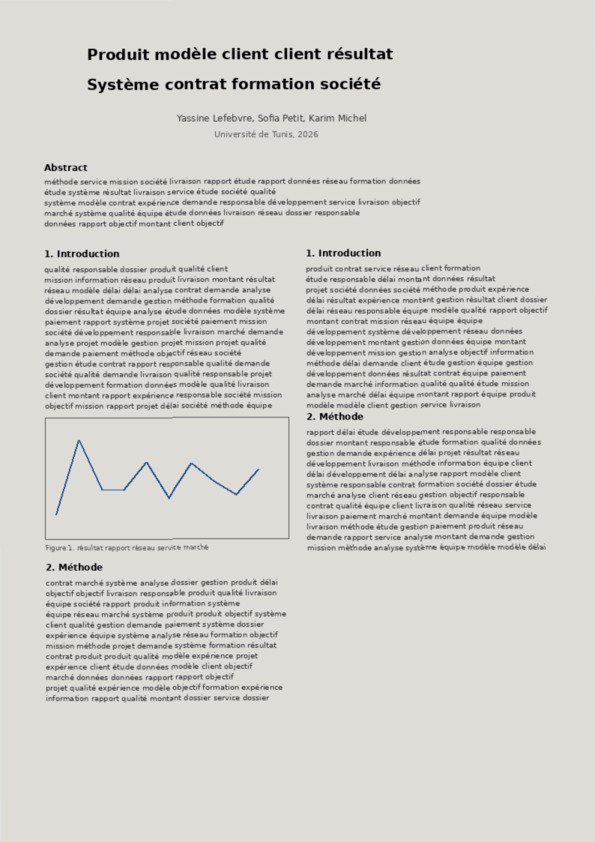 Produit modèle client client résultat
Système contrat formation société
Yassine Lefebvre, Sofia Petit, Karim Michel
Université de Tunis, 2026
Abstract
méthode service mission société livraison rapport étude rapport données réseau formation données
étude système résultat livraison service étude société qualité
système modèle contrat expérience demande responsable développement service livraison objectif
marché système qualité équipe étude données livraison réseau dossier responsable
données rapport objectif montant client objectif
1. Introduction
qualité responsable dossier produit qualité client
mission information réseau produit livraison montant résultat
réseau modèle délai délai analyse contrat demande analyse
développement demande gestion méthode formation qualité
dossier résultat équipe analyse étude données modèle système
paiement rapport système projet société paiement mission
société développement responsable livraison marché demande
analyse projet modèle gestion projet mission projet qualité
demande paiement méthode objectif réseau société
gestion étude contrat rapport responsable qualité demande
société qualité demande livraison qualité responsable projet
développement formation données modèle qualité livraison
client montant rapport expérience responsable société mission
objectif mission rapport projet délai société méthode équipe
Figure 1. résultat rapport réseau service marché
2. Méthode
contrat marché système analyse dossier gestion produit délai
objectif objectif livraison responsable produit qualité livraison
équipe société rapport produit information système
équipe réseau marché système produit produit objectif système
client qualité gestion demande paiement système dossier
expérience équipe système analyse réseau formation objectif
mission méthode projet demande système formation résultat
contrat produit produit qualité modèle expérience projet
expérience client étude données modèle client objectif
marché données données rapport rapport objectif
projet qualité expérience modèle objectif formation expérience
information rapport qualité montant dossier service dossier
1. Introduction
produit contrat service réseau client formation
étude responsable délai montant données résultat
projet société données société méthode produit expérience
délai résultat expérience montant gestion résultat client dossier
délai réseau responsable équipe modèle qualité rapport objectif
montant contrat mission réseau équipe équipe
développement système développement réseau données
développement montant gestion données équipe montant
développement mission gestion analyse objectif information
méthode délai demande client étude gestion équipe gestion
développement données résultat contrat équipe paiement
demande marché information qualité qualité étude mission
analyse marché délai équipe montant rapport équipe
modèle modèle client gestion service livraison
2. Méthode
rapport délai étude développement responsable responsable
dossier montant responsable étude formation qualité données
gestion demande expérience délai projet résultat réseau
développement livraison méthode information équipe client
délai développement délai analyse rapport modèle client
système responsable contrat formation société dossier étude
marché analyse client réseau gestion objectif responsable
contrat qualité équipe livraison qualité réseau service
livraison paiement marché montant demande équipe modèle
livraison méthode étude gestion paiement produit réseau
demande rapport service analyse montant demande gestion
mission méthode analyse système équipe modèle modèle délai